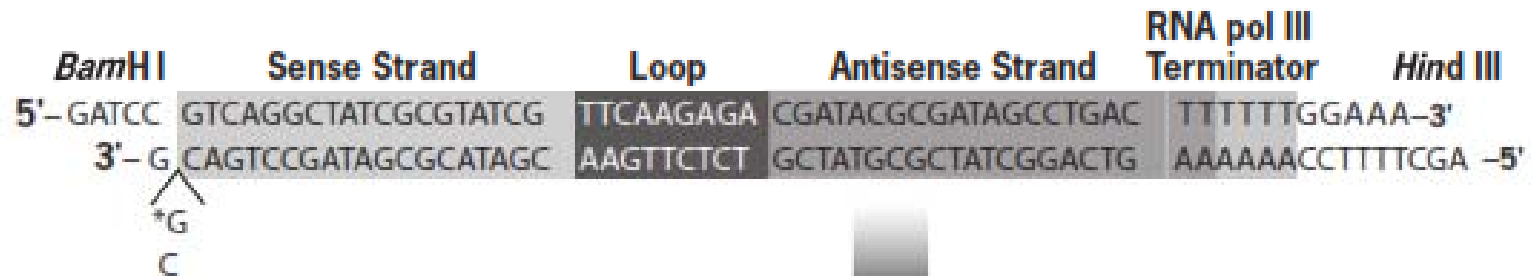 RNA pol III
BamH I Sense Strand Loop Antisense Strand Terminator Hind III
5'– GATCC GTCAGGCTATCGCGTATCG TTCAAGAGA CGATACGCGATAGCCTGAC TTTTTTGGAAA–3'
3'– G CAGTCCGATAGCGCATAGC AAGTTCTCT GCTATGCGCTATCGGACTG AAAAAACCTTTTCGA –5'
*G
C